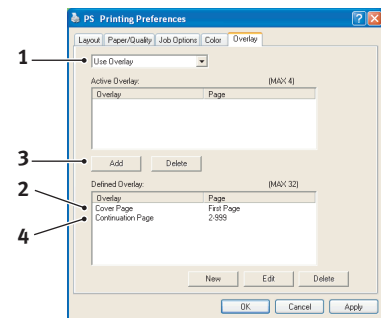 PS Printing Preferences
Layout Paper/Quality Job Options Color Overlay
1
Use Overlay
Active Overlay: (MAX 4)
Overlay Page
3
Add Delete
Defined Overlay: (MAX 32)
2
Overlay Page
Cover Page First Page
4
Continuation Page 2-999
New Edit Delete
OK Cancel Apply